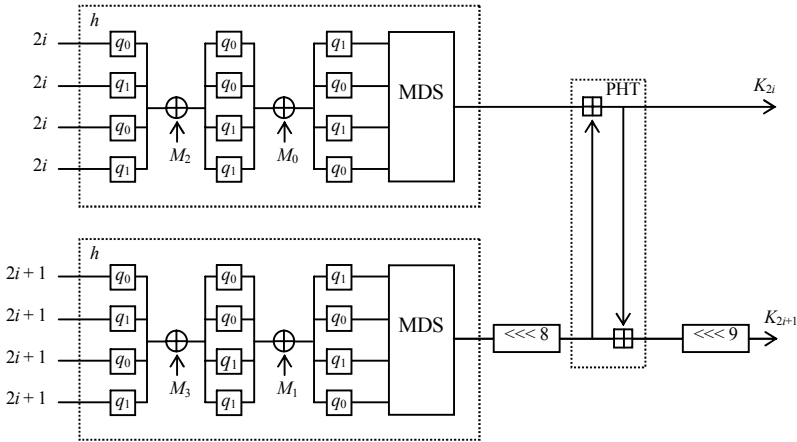 h
2i q₀ q₀ q₁
2i q₁ q₀ q₀
2i q₀ q₁ q₁
2i q₁ q₁ q₀
M₂ M₀
MDS
PHT
K₂ᵢ
h
2i + 1 q₀ q₀ q₁
2i + 1 q₁ q₀ q₀
2i + 1 q₀ q₁ q₁
2i + 1 q₁ q₁ q₀
M₃ M₁
MDS
<<< 8
<<< 9
K₂ᵢ₊₁